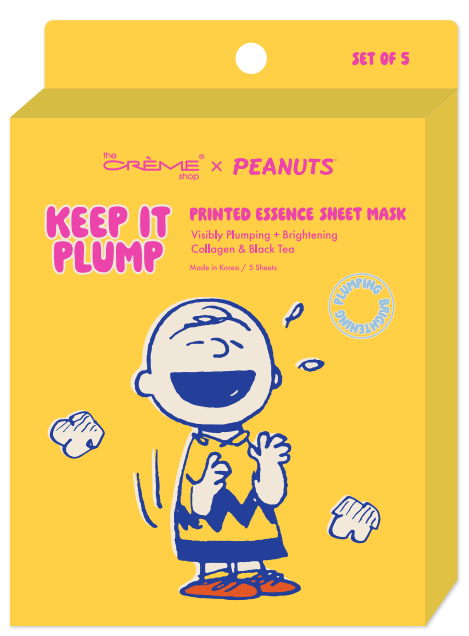 SET OF 5
the
CRÈME® × PEANUTS
shop
KEEP IT
PLUMP
PRINTED ESSENCE SHEET MASK
Visibly Plumping + Brightening
Collagen & Black Tea
Made in Korea / 5 Sheets
PLUMPING BRIGHTENING